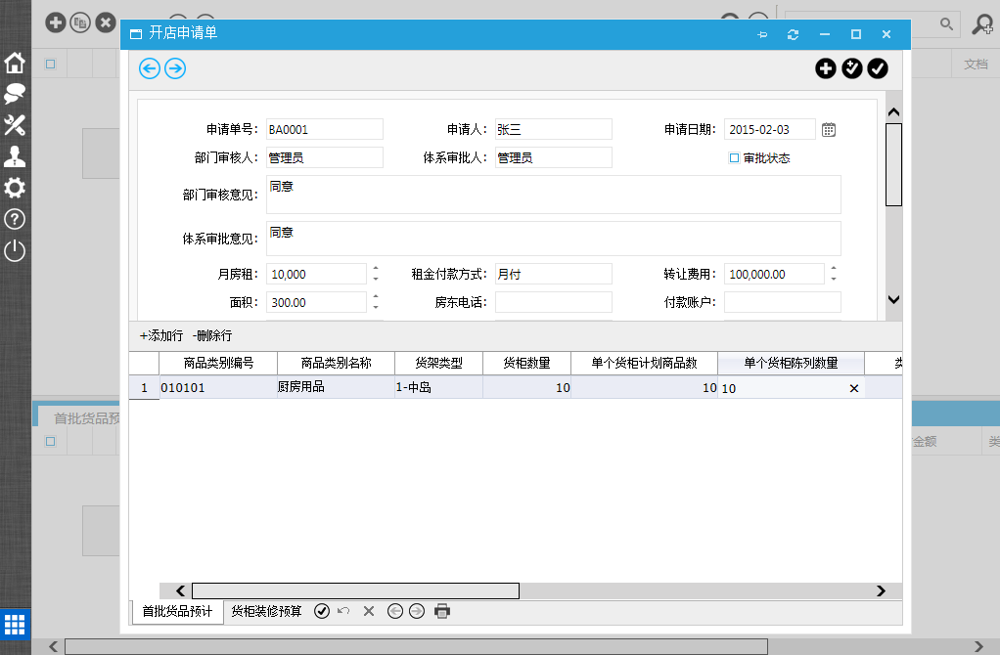 开店申请单
文档
申请单号: BA0001 申请人: 张三 申请日期: 2015-02-03
部门审核人: 管理员 体系审批人: 管理员 审批状态
部门审核意见: 同意
体系审批意见: 同意
月房租: 10,000 租金付款方式: 月付 转让费用: 100,000.00
面积: 300.00 房东电话: 付款账户:
+添加行 -删除行
商品类别编号 商品类别名称 货架类型 货柜数量 单个货柜计划商品数 单个货柜陈列数量
1 010101 厨房用品 1-中岛 10 10 10
首批货品预
金额 类
首批货品预计 货柜装修预算